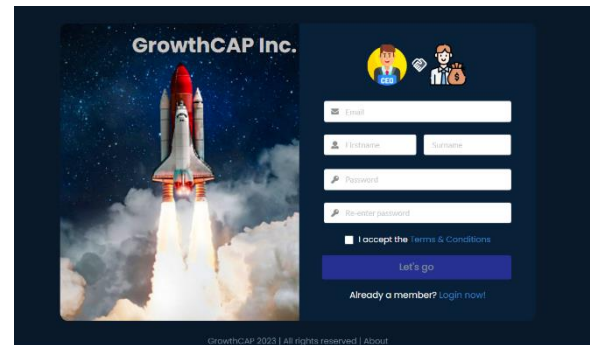 GrowthCAP Inc.
CEO
$
Email
Firstname
Surname
Password
Re-enter password
I accept the Terms & Conditions
Let's go
Already a member? Login now!
GrowthCAP 2023 | All rights reserved | About